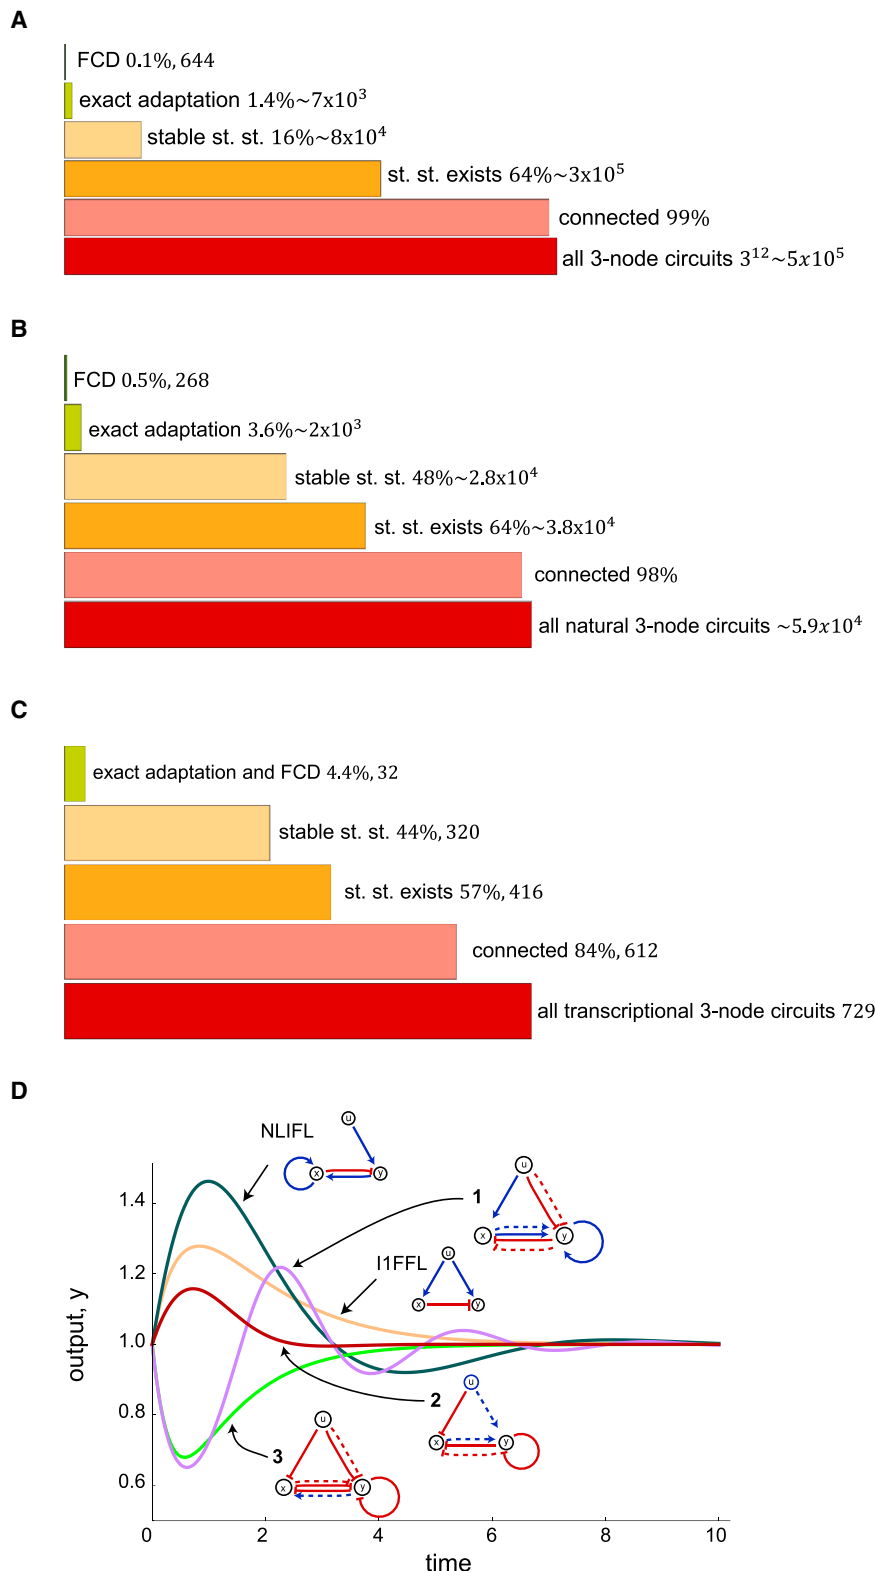 A
FCD 0.1%, 644
exact adaptation 1.4%~7x10³
stable st. st. 16%~8x10⁴
st. st. exists 64%~3x10⁵
connected 99%
all 3-node circuits 3¹²~5x10⁵
B
FCD 0.5%, 268
exact adaptation 3.6%~2x10³
stable st. st. 48%~2.8x10⁴
st. st. exists 64%~3.8x10⁴
connected 98%
all natural 3-node circuits ~5.9x10⁴
C
exact adaptation and FCD 4.4%, 32
stable st. st. 44%, 320
st. st. exists 57%, 416
connected 84%, 612
all transcriptional 3-node circuits 729
D
NLIFL
u
x
y
1
u
x
y
I1FFL
u
x
y
2
u
x
y
3
u
x
y
output, y
1.4
1.2
1.0
0.8
0.6
0
2
4
6
8
10
time